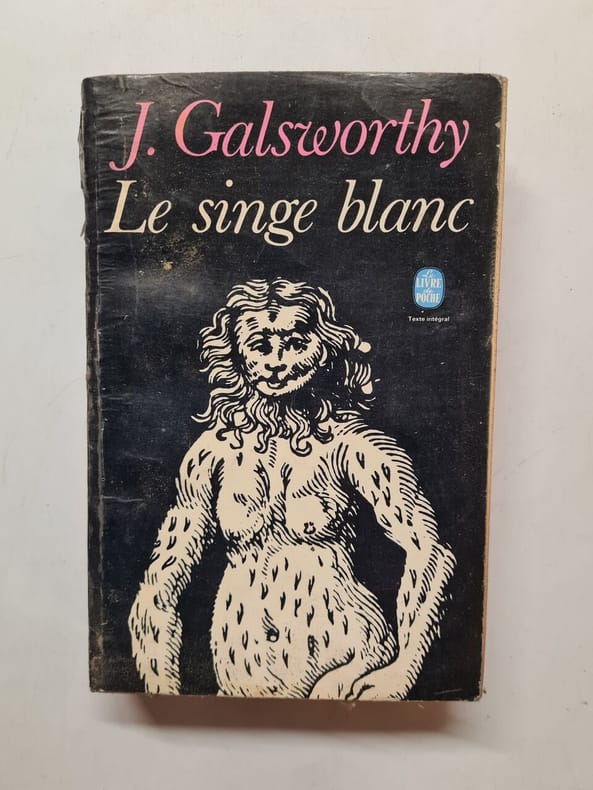 J. Galsworthy
Le singe blanc
Le
LIVRE
de
POCHE
Texte intégral